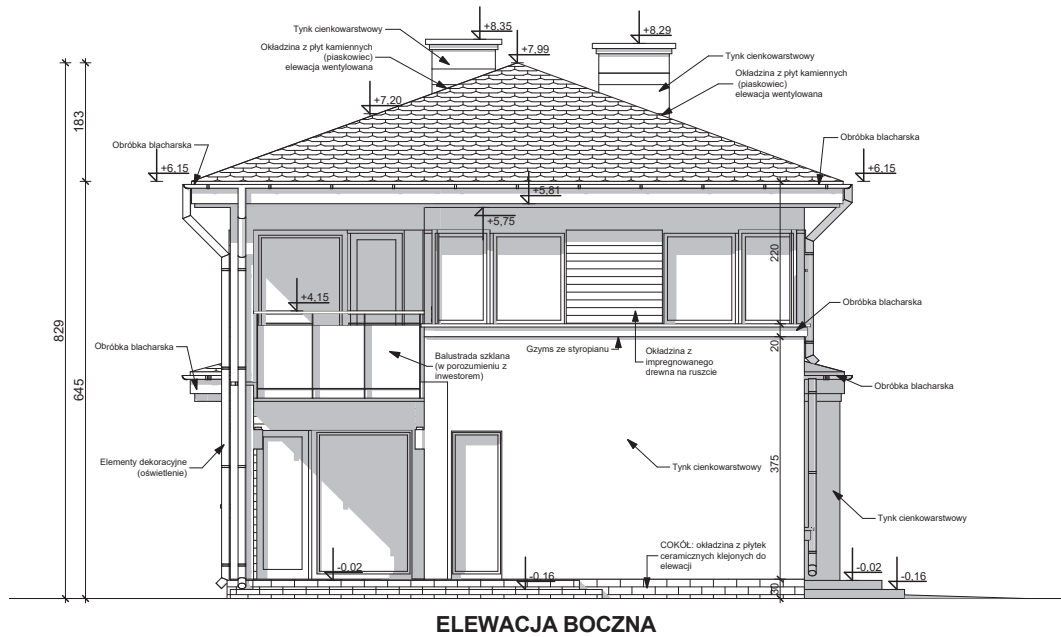 +8.35
+8.29
Tynk cienkowarstwowy
Okładzina z płyt kamiennych
(piaskowiec)
elewacja wentylowana
+7,99
Tynk cienkowarstwowy
Okładzina z płyt kamiennych
(piaskowiec)
elewacja wentylowana
+7,20
183
Obróbka blacharska
Obróbka blacharska
+6,15
+6,15
+5,81
+5,75
220
+4,15
Obróbka blacharska
829
Obróbka blacharska
Balustrada szklana
(w porozumieniu z
inwestorem)
Gzyms ze styropianu
Okładzina z
impregnowanego
drewna na ruszcie
20
645
Obróbka blacharska
Elementy dekoracyjne
(oświetlenie)
Tynk cienkowarstwowy
375
Tynk cienkowarstwowy
COKÓŁ: okładzina z płytek
ceramicznych klejonych do
elewacji
-0.02
-0.16
30
-0.02
-0.16
ELEWACJA BOCZNA